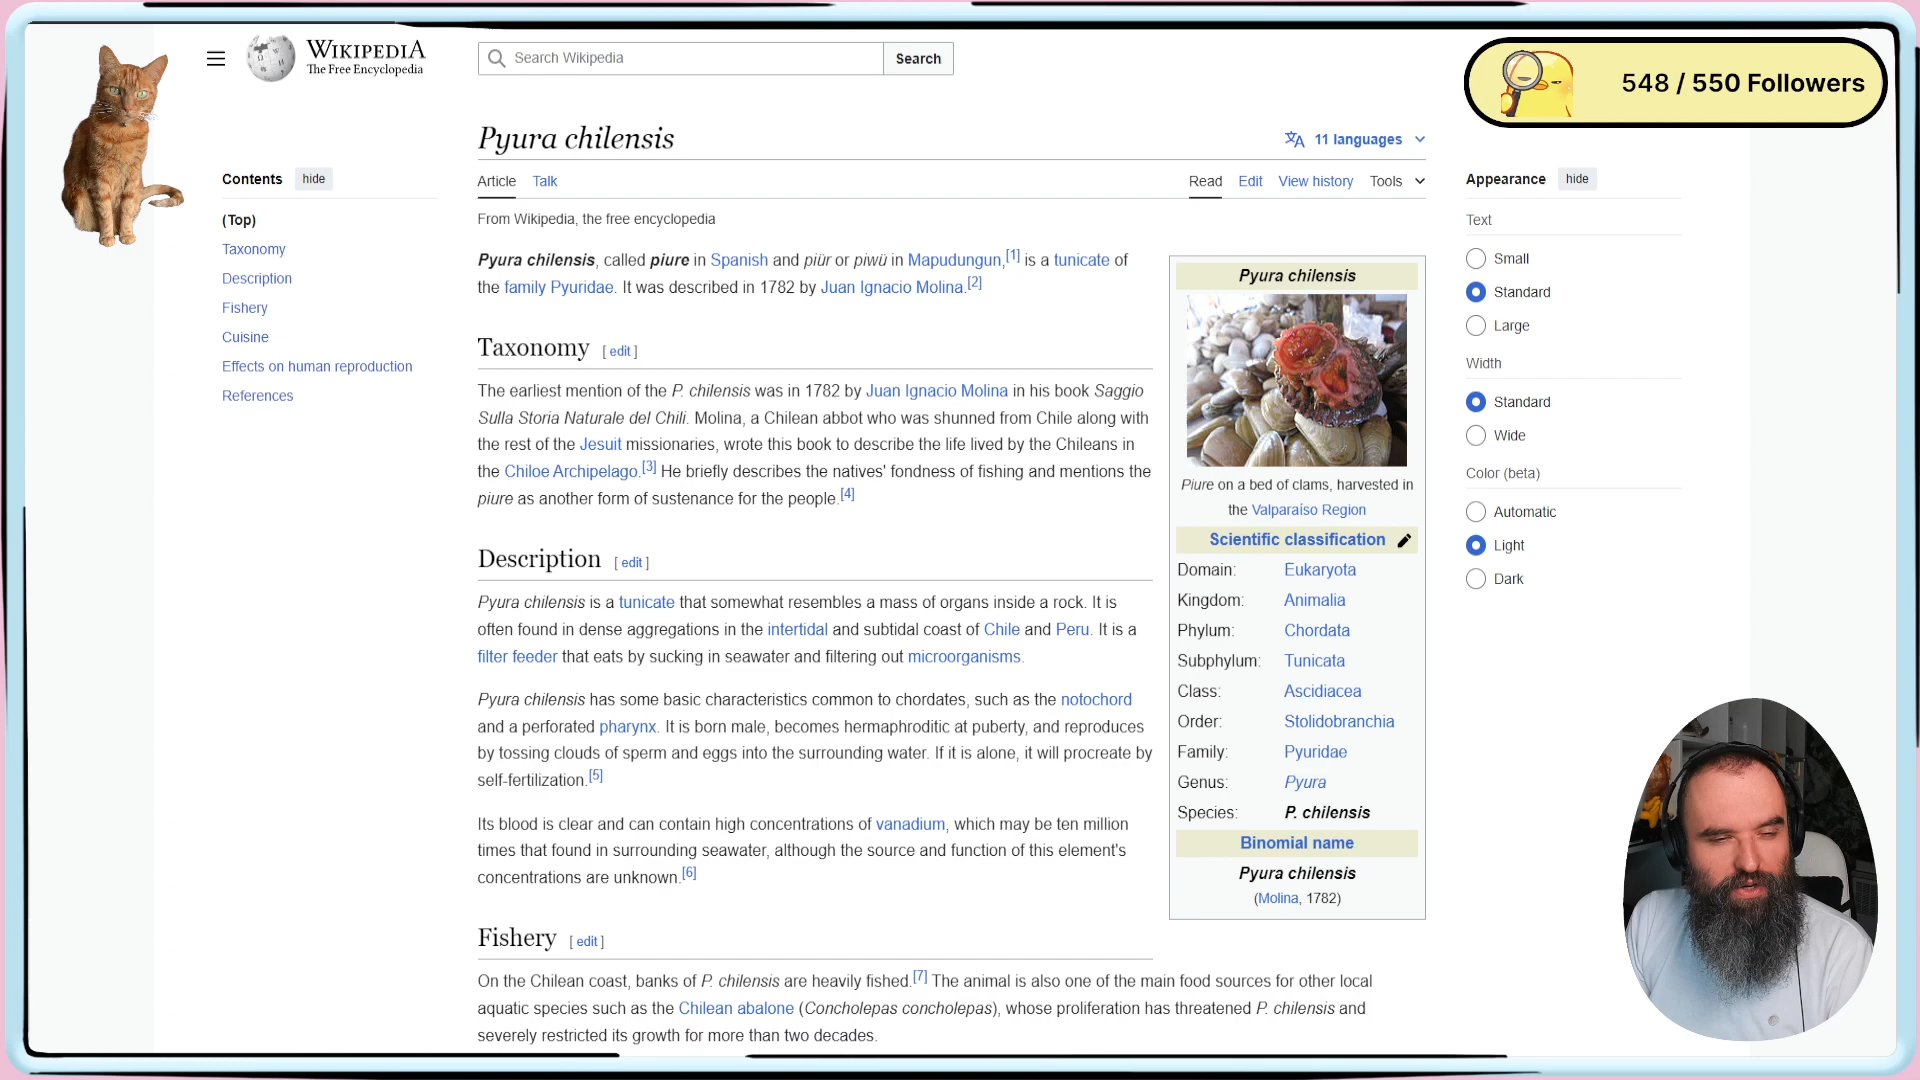 WIKIPEDIA
The Free Encyclopedia
Search Wikipedia
Search
548 / 550 Followers
Contents
hide
(Top)
Taxonomy
Description
Fishery
Cuisine
Effects on human reproduction
References
Pyura chilensis
11 languages
Article
Talk
Read
Edit
View history
Tools
From Wikipedia, the free encyclopedia
Pyura chilensis, called piure in Spanish and piür or piwü in Mapudungun,[1] is a tunicate of
the family Pyuridae. It was described in 1782 by Juan Ignacio Molina.[2]
Taxonomy [ edit ]
The earliest mention of the P. chilensis was in 1782 by Juan Ignacio Molina in his book Saggio
Sulla Storia Naturale del Chili. Molina, a Chilean abbot who was shunned from Chile along with
the rest of the Jesuit missionaries, wrote this book to describe the life lived by the Chileans in
the Chiloe Archipelago.[3] He briefly describes the natives' fondness of fishing and mentions the
piure as another form of sustenance for the people.[4]
Description [ edit ]
Pyura chilensis is a tunicate that somewhat resembles a mass of organs inside a rock. It is
often found in dense aggregations in the intertidal and subtidal coast of Chile and Peru. It is a
filter feeder that eats by sucking in seawater and filtering out microorganisms.
Pyura chilensis has some basic characteristics common to chordates, such as the notochord
and a perforated pharynx. It is born male, becomes hermaphroditic at puberty, and reproduces
by tossing clouds of sperm and eggs into the surrounding water. If it is alone, it will procreate by
self-fertilization.[5]
Its blood is clear and can contain high concentrations of vanadium, which may be ten million
times that found in surrounding seawater, although the source and function of this element's
concentrations are unknown.[6]
Fishery [ edit ]
On the Chilean coast, banks of P. chilensis are heavily fished.[7] The animal is also one of the main food sources for other local
aquatic species such as the Chilean abalone (Concholepas concholepas), whose proliferation has threatened P. chilensis and
severely restricted its growth for more than two decades.
Pyura chilensis
Piure on a bed of clams, harvested in
the Valparaíso Region
Scientific classification
Domain: Eukaryota
Kingdom: Animalia
Phylum: Chordata
Subphylum: Tunicata
Class: Ascidiacea
Order: Stolidobranchia
Family: Pyuridae
Genus: Pyura
Species: P. chilensis
Binomial name
Pyura chilensis
(Molina, 1782)
Appearance
hide
Text
Small
Standard
Large
Width
Standard
Wide
Color (beta)
Automatic
Light
Dark